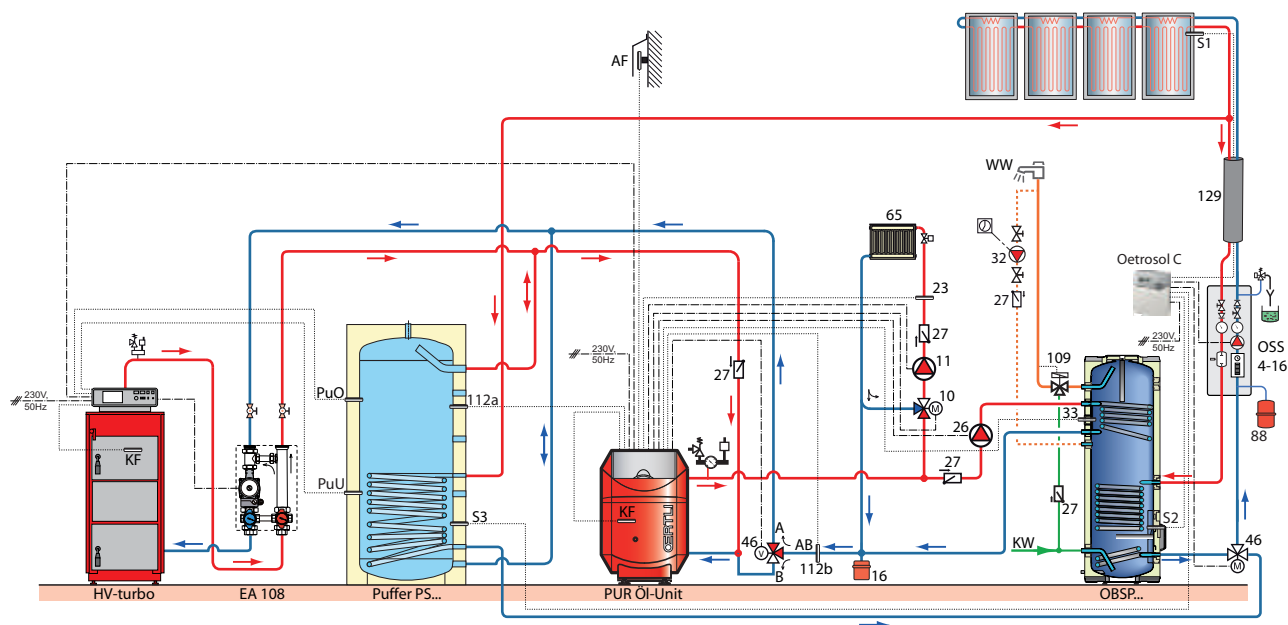 S1
AF
WW
129
65
Oetrosol C
32
23
27
27
230V,
50Hz
230V,
50Hz
OSS
4-16
11
109
27
PuO
112a
10
M
33
230V,
50Hz
26
88
KF
PuU
27
27
KF
OERTLI
S2
S3
A
46
V
AB
KW
46
B
112b
16
M
HV-turbo
EA 108
Puffer PS...
PUR Öl-Unit
OBSP...